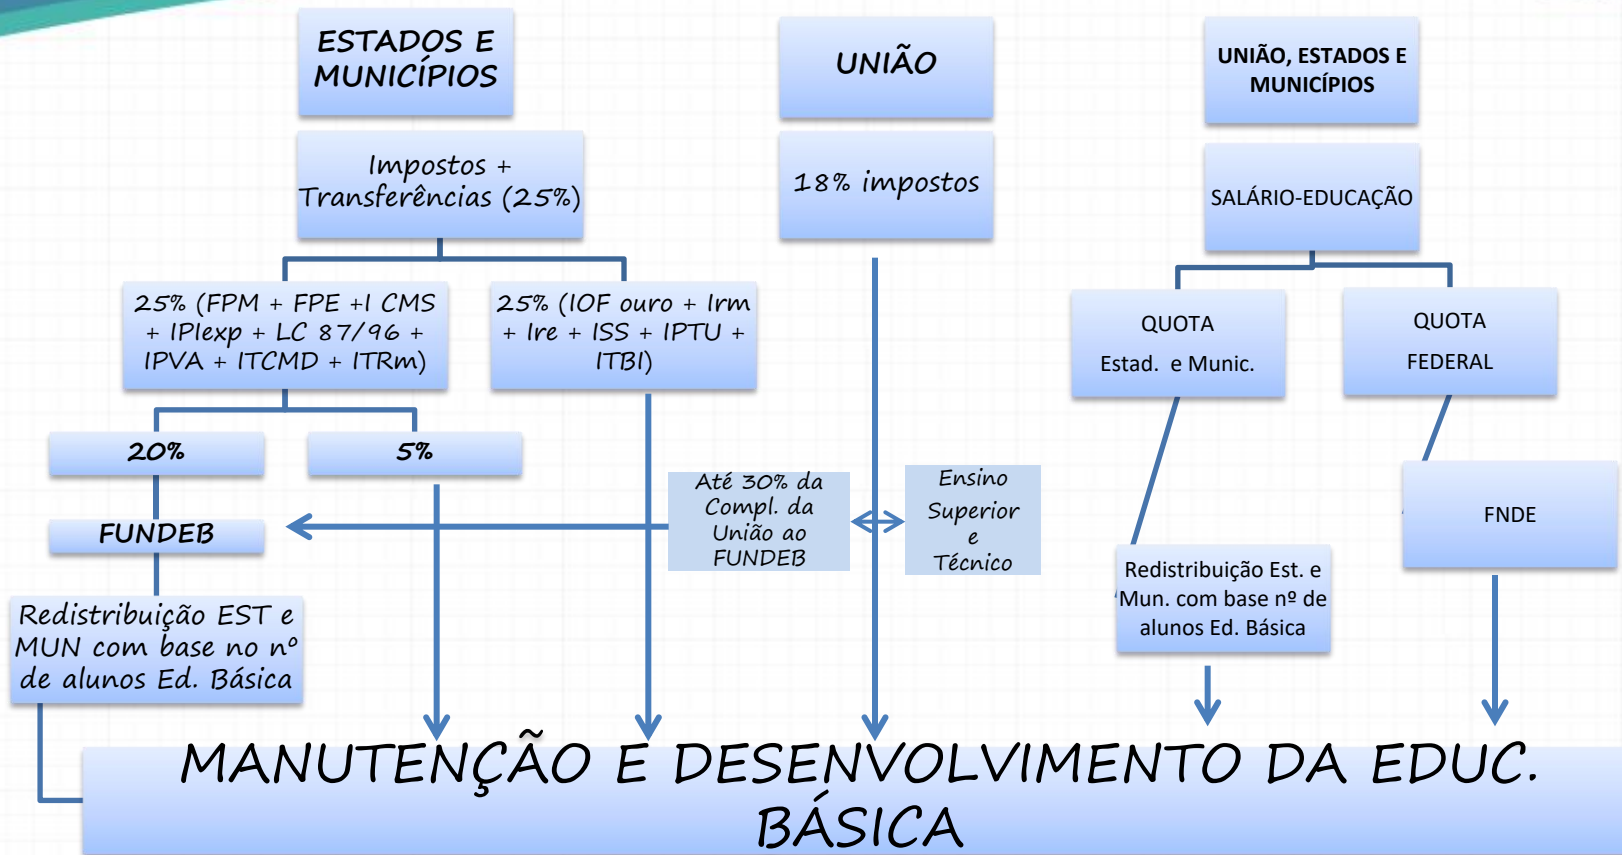 ESTADOS E
MUNICÍPIOS
UNIÃO
UNIÃO, ESTADOS E
MUNICÍPIOS
Impostos +
Transferências (25%)
18% impostos
SALÁRIO-EDUCAÇÃO
25% (FPM + FPE +I CMS
+ IPIexp + LC 87/96 +
IPVA + ITCMD + ITRm)
25% (IOF ouro + Irm
+ Ire + ISS + IPTU +
ITBI)
QUOTA
Estad. e Munic.
QUOTA
FEDERAL
20%
5%
Até 30% da
Compl. da
União ao
FUNDEB
Ensino
Superior
e
Técnico
FNDE
FUNDEB
Redistribuição Est. e
Mun. com base nº de
alunos Ed. Básica
Redistribuição EST e
MUN com base no nº
de alunos Ed. Básica
MANUTENÇÃO E DESENVOLVIMENTO DA EDUC.
BÁSICA